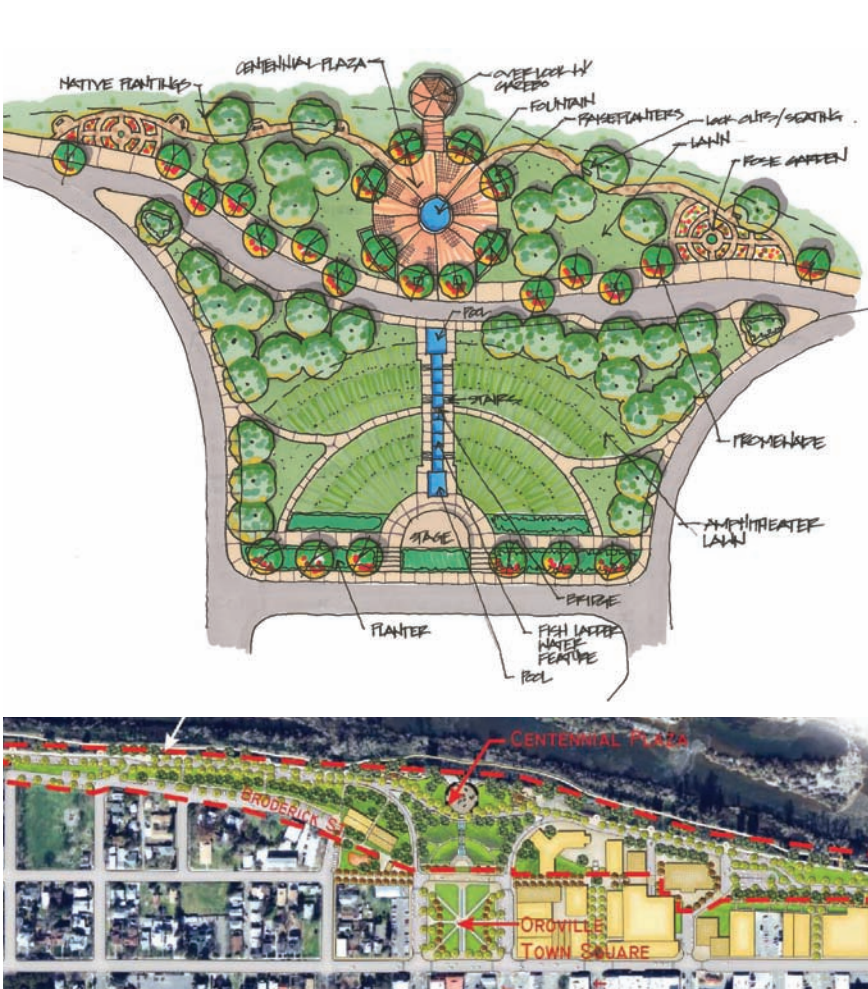 NATIVE PLANTINGS
CENTENNIAL PLAZA
OVERLOOK W/
GAZEBO
FOUNTAIN
RAISE PLANTERS
LOOK OUTS/SEATING
LAWN
ROSE GARDEN
POOL
STAIRS
PROMENADE
AMPHITHEATER
LAWN
STAGE
BRIDGE
PLANTER
FISH LADDER
WATER
FEATURE
POOL
CENTENNIAL PLAZA
BRODERICK ST
OROVILLE
TOWN SQUARE